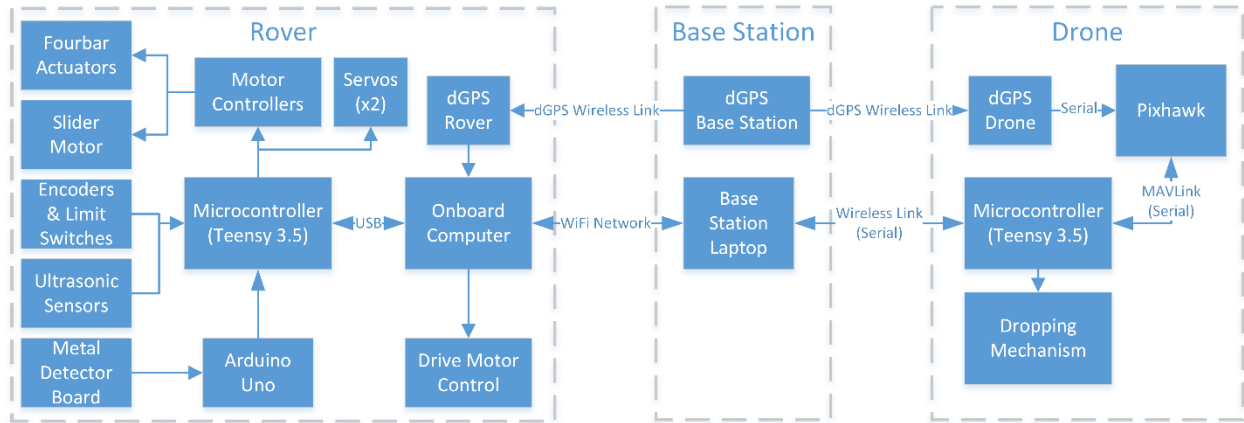 Rover
Fourbar
Actuators
Motor
Controllers
Servos
(x2)
dGPS
Rover
Slider
Motor
Encoders
& Limit
Switches
Microcontroller
(Teensy 3.5)
USB
Onboard
Computer
Ultrasonic
Sensors
Metal
Detector
Board
Arduino
Uno
Drive Motor
Control
dGPS Wireless Link
WiFi Network
Base Station
dGPS
Base Station
Base
Station
Laptop
dGPS Wireless Link
Wireless Link
(Serial)
Drone
dGPS
Drone
Serial
Pixhawk
MAVLink
(Serial)
Microcontroller
(Teensy 3.5)
Dropping
Mechanism